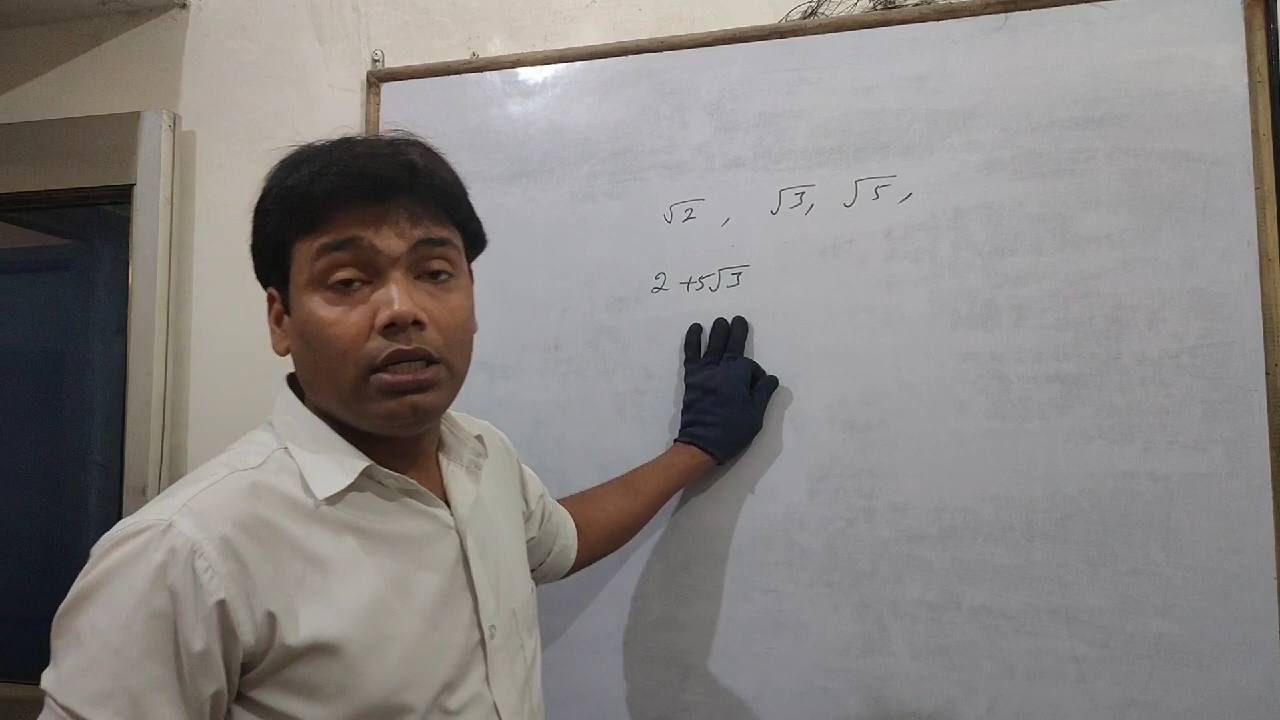 √2 , √3, √5,
2 +5√3